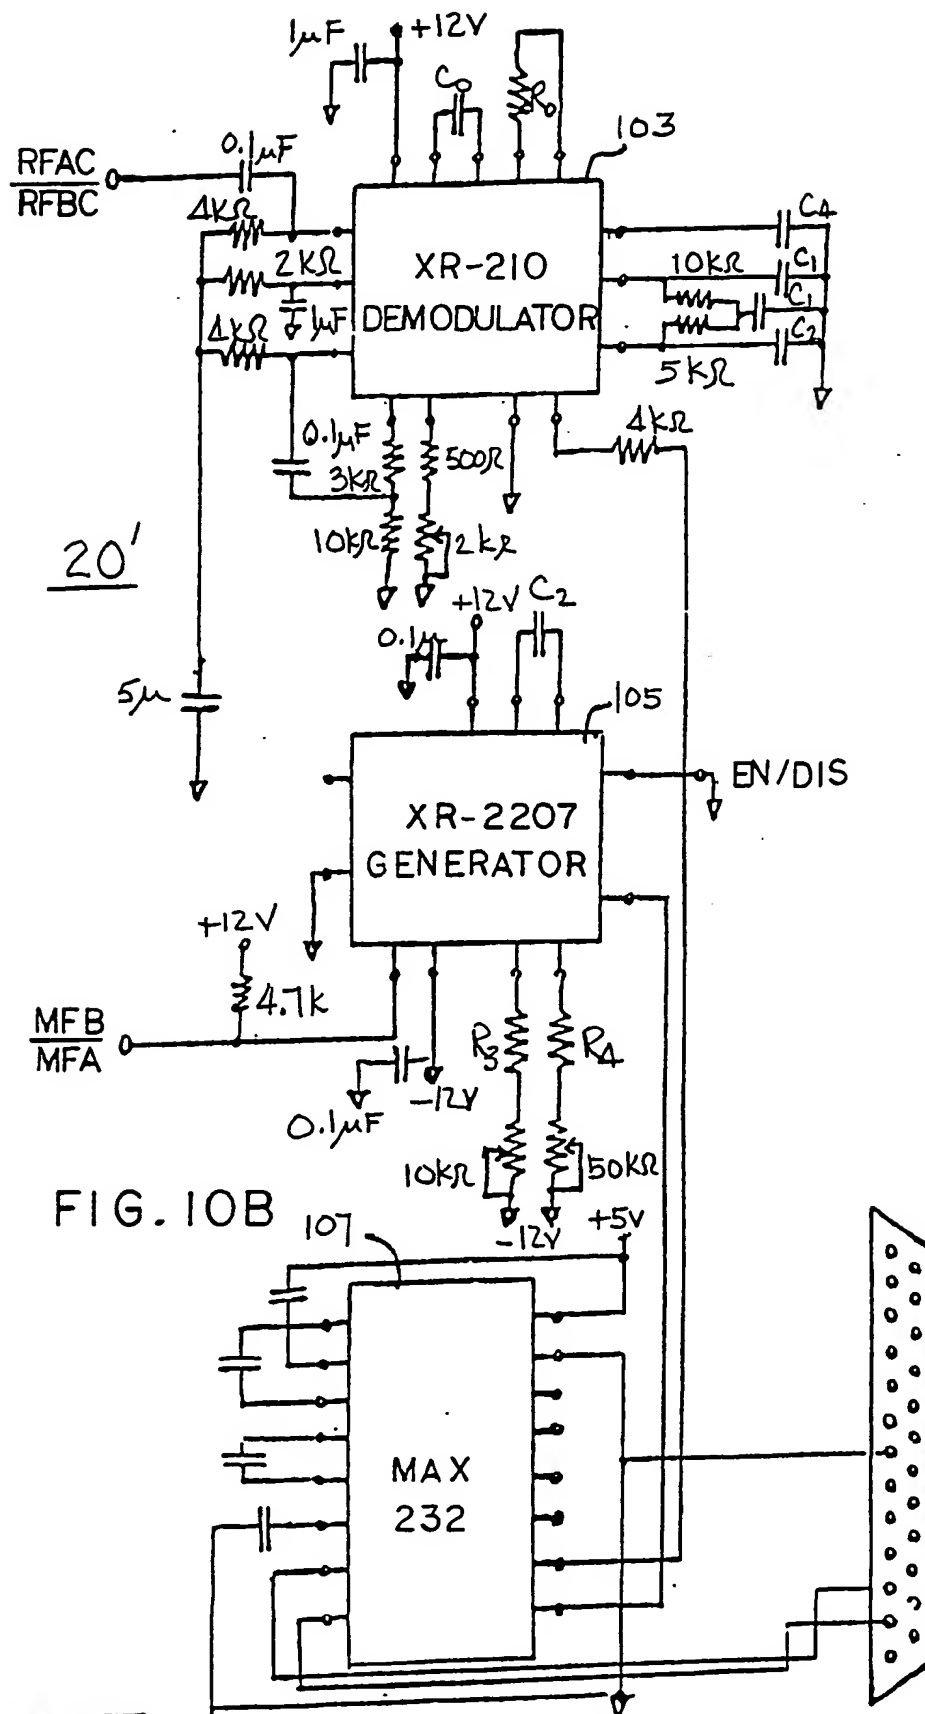 1μF
+12V
C0
R0
103
RFAC
RFBC
0.1μF
4kΩ
2kΩ
1μF
4kΩ
XR-210
DEMODULATOR
C4
10kΩ
C1
C1
C2
5kΩ
0.1μF
3kΩ
500Ω
4kΩ
10kΩ
2kΩ
20'
+12V
C2
0.1μ
5μ
105
XR-2207
GENERATOR
EN/DIS
+12V
4.7k
MFB
MFA
0.1μF
-12V
R3
R4
10kΩ
50kΩ
-12V
+5V
FIG. 10B
107
MAX
232